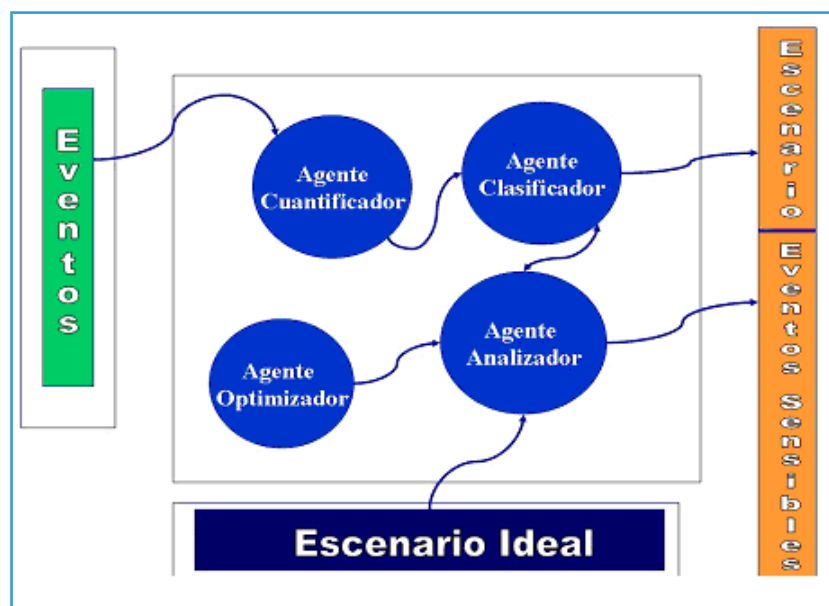 Eventos
Agente
Cuantificador
Agente
Clasificador
Agente
Optimizador
Agente
Analizador
Escenario Ideal
Escenario
Eventos Sensibles